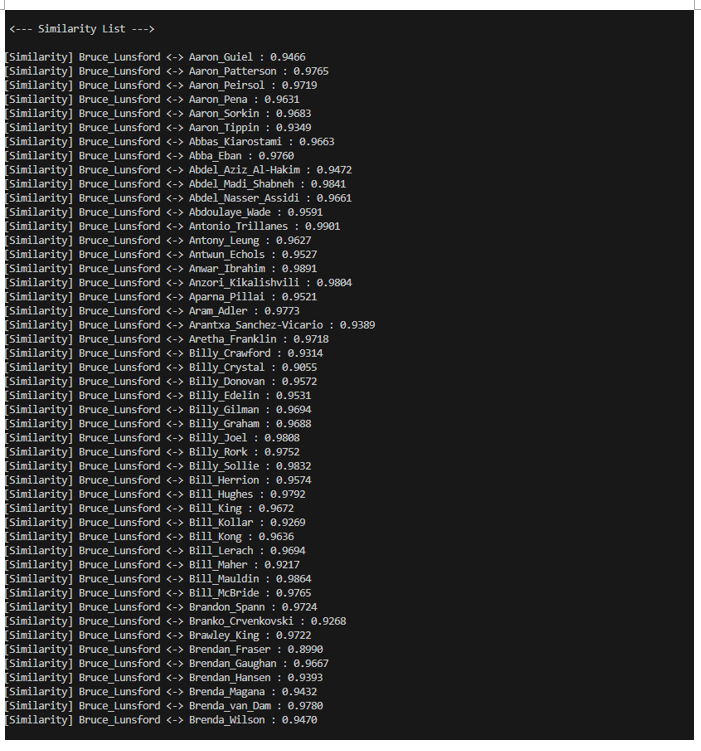 <--- Similarity List --->
[Similarity] Bruce_Lunsford <-> Aaron_Guiel : 0.9466
[Similarity] Bruce_Lunsford <-> Aaron_Patterson : 0.9765
[Similarity] Bruce_Lunsford <-> Aaron_Peirsol : 0.9719
[Similarity] Bruce_Lunsford <-> Aaron_Pena : 0.9631
[Similarity] Bruce_Lunsford <-> Aaron_Sorkin : 0.9683
[Similarity] Bruce_Lunsford <-> Aaron_Tippin : 0.9349
[Similarity] Bruce_Lunsford <-> Abbas_Kiarostami : 0.9663
[Similarity] Bruce_Lunsford <-> Abba_Eban : 0.9760
[Similarity] Bruce_Lunsford <-> Abdel_Aziz_Al-Hakim : 0.9472
[Similarity] Bruce_Lunsford <-> Abdel_Madi_Shabneh : 0.9841
[Similarity] Bruce_Lunsford <-> Abdel_Nasser_Assidi : 0.9661
[Similarity] Bruce_Lunsford <-> Abdoulaye_Wade : 0.9591
[Similarity] Bruce_Lunsford <-> Antonio_Trillanes : 0.9901
[Similarity] Bruce_Lunsford <-> Antony_Leung : 0.9627
[Similarity] Bruce_Lunsford <-> Antwun_Echols : 0.9527
[Similarity] Bruce_Lunsford <-> Anwar_Ibrahim : 0.9891
[Similarity] Bruce_Lunsford <-> Anzori_Kikalishvili : 0.9804
[Similarity] Bruce_Lunsford <-> Aparna_Pillai : 0.9521
[Similarity] Bruce_Lunsford <-> Aram_Adler : 0.9773
[Similarity] Bruce_Lunsford <-> Arantxa_Sanchez-Vicario : 0.9389
[Similarity] Bruce_Lunsford <-> Aretha_Franklin : 0.9718
[Similarity] Bruce_Lunsford <-> Billy_Crawford : 0.9314
[Similarity] Bruce_Lunsford <-> Billy_Crystal : 0.9055
[Similarity] Bruce_Lunsford <-> Billy_Donovan : 0.9572
[Similarity] Bruce_Lunsford <-> Billy_Edelin : 0.9531
[Similarity] Bruce_Lunsford <-> Billy_Gilman : 0.9694
[Similarity] Bruce_Lunsford <-> Billy_Graham : 0.9688
[Similarity] Bruce_Lunsford <-> Billy_Joel : 0.9808
[Similarity] Bruce_Lunsford <-> Billy_Rork : 0.9752
[Similarity] Bruce_Lunsford <-> Billy_Sollie : 0.9832
[Similarity] Bruce_Lunsford <-> Bill_Herrion : 0.9574
[Similarity] Bruce_Lunsford <-> Bill_Hughes : 0.9792
[Similarity] Bruce_Lunsford <-> Bill_King : 0.9672
[Similarity] Bruce_Lunsford <-> Bill_Kollar : 0.9269
[Similarity] Bruce_Lunsford <-> Bill_Kong : 0.9636
[Similarity] Bruce_Lunsford <-> Bill_Lerach : 0.9694
[Similarity] Bruce_Lunsford <-> Bill_Maher : 0.9217
[Similarity] Bruce_Lunsford <-> Bill_Mauldin : 0.9864
[Similarity] Bruce_Lunsford <-> Bill_McBride : 0.9765
[Similarity] Bruce_Lunsford <-> Brandon_Spann : 0.9724
[Similarity] Bruce_Lunsford <-> Branko_Crvenkovski : 0.9268
[Similarity] Bruce_Lunsford <-> Brawley_King : 0.9722
[Similarity] Bruce_Lunsford <-> Brendan_Fraser : 0.8990
[Similarity] Bruce_Lunsford <-> Brendan_Gaughan : 0.9667
[Similarity] Bruce_Lunsford <-> Brendan_Hansen : 0.9393
[Similarity] Bruce_Lunsford <-> Brenda_Magana : 0.9432
[Similarity] Bruce_Lunsford <-> Brenda_van_Dam : 0.9780
[Similarity] Bruce_Lunsford <-> Brenda_Wilson : 0.9470